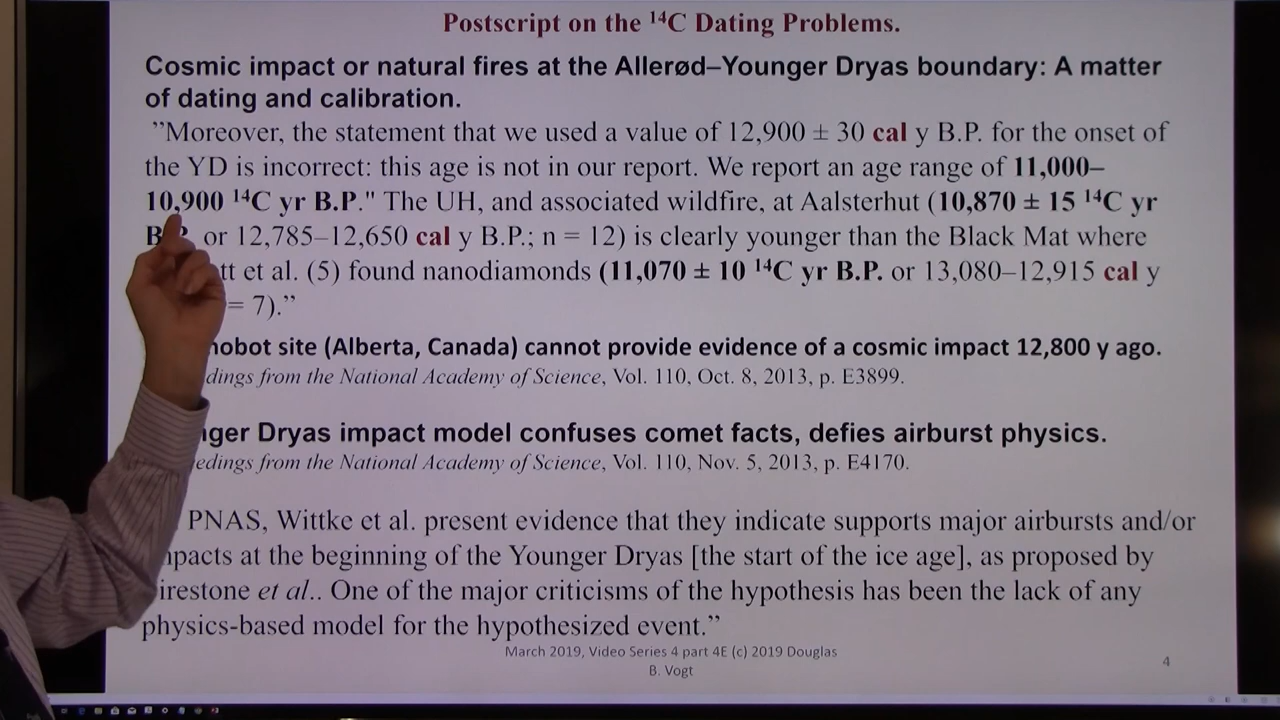 Postscript on the ¹⁴C Dating Problems.
Cosmic impact or natural fires at the Allerød–Younger Dryas boundary: A matter
of dating and calibration.
”Moreover, the statement that we used a value of 12,900 ± 30 cal y B.P. for the onset of
the YD is incorrect: this age is not in our report. We report an age range of 11,000–
10,900 ¹⁴C yr B.P." The UH, and associated wildfire, at Aalsterhut (10,870 ± 15 ¹⁴C yr
B.P. or 12,785–12,650 cal y B.P.; n = 12) is clearly younger than the Black Mat where
tt et al. (5) found nanodiamonds (11,070 ± 10 ¹⁴C yr B.P. or 13,080–12,915 cal y
= 7).”
nobot site (Alberta, Canada) cannot provide evidence of a cosmic impact 12,800 y ago.
dings from the National Academy of Science, Vol. 110, Oct. 8, 2013, p. E3899.
nger Dryas impact model confuses comet facts, defies airburst physics.
eedings from the National Academy of Science, Vol. 110, Nov. 5, 2013, p. E4170.
PNAS, Wittke et al. present evidence that they indicate supports major airbursts and/or
mpacts at the beginning of the Younger Dryas [the start of the ice age], as proposed by
irestone et al.. One of the major criticisms of the hypothesis has been the lack of any
physics-based model for the hypothesized event.”
March 2019, Video Series 4 part 4E (c) 2019 Douglas
B. Vogt
4